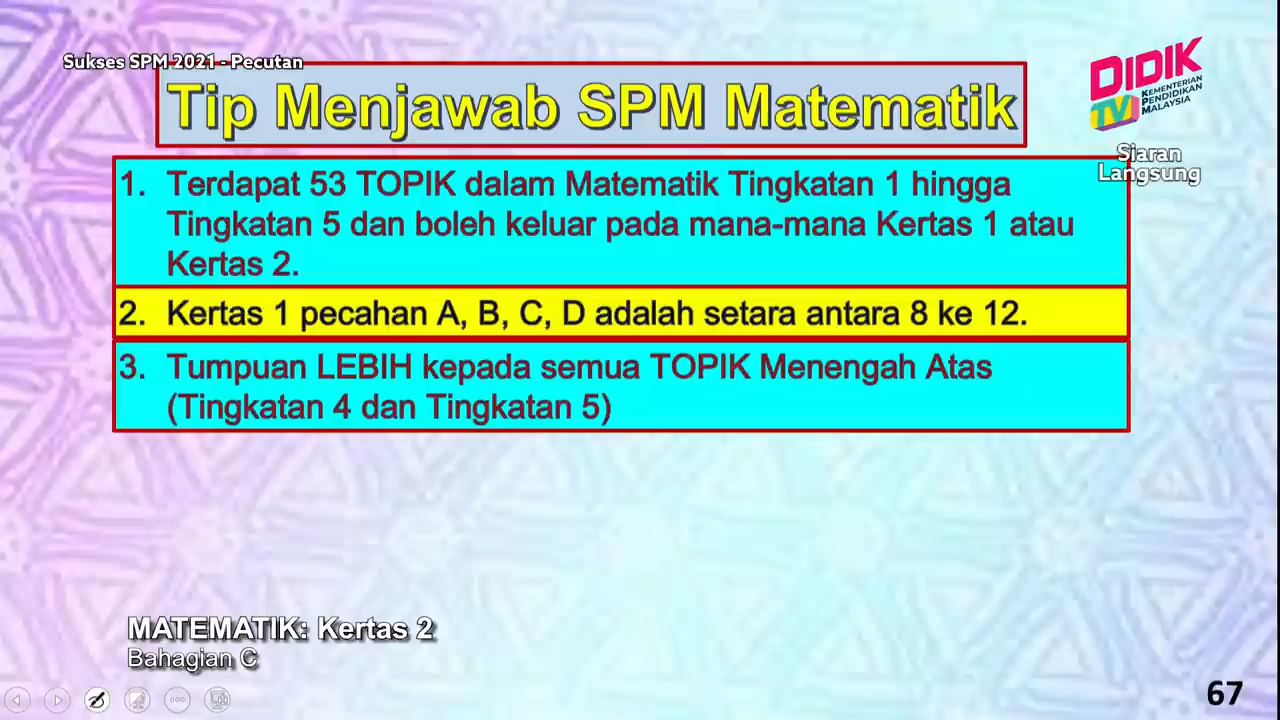 Sukses SPM 2021 - Pecutan
Tip Menjawab SPM Matematik
DIDIK
TV
KEMENTERIAN
PENDIDIKAN
MALAYSIA
Siaran
Langsung
1. Terdapat 53 TOPIK dalam Matematik Tingkatan 1 hingga
Tingkatan 5 dan boleh keluar pada mana-mana Kertas 1 atau
Kertas 2.
2. Kertas 1 pecahan A, B, C, D adalah setara antara 8 ke 12.
3. Tumpuan LEBIH kepada semua TOPIK Menengah Atas
(Tingkatan 4 dan Tingkatan 5)
MATEMATIK: Kertas 2
Bahagian C
67